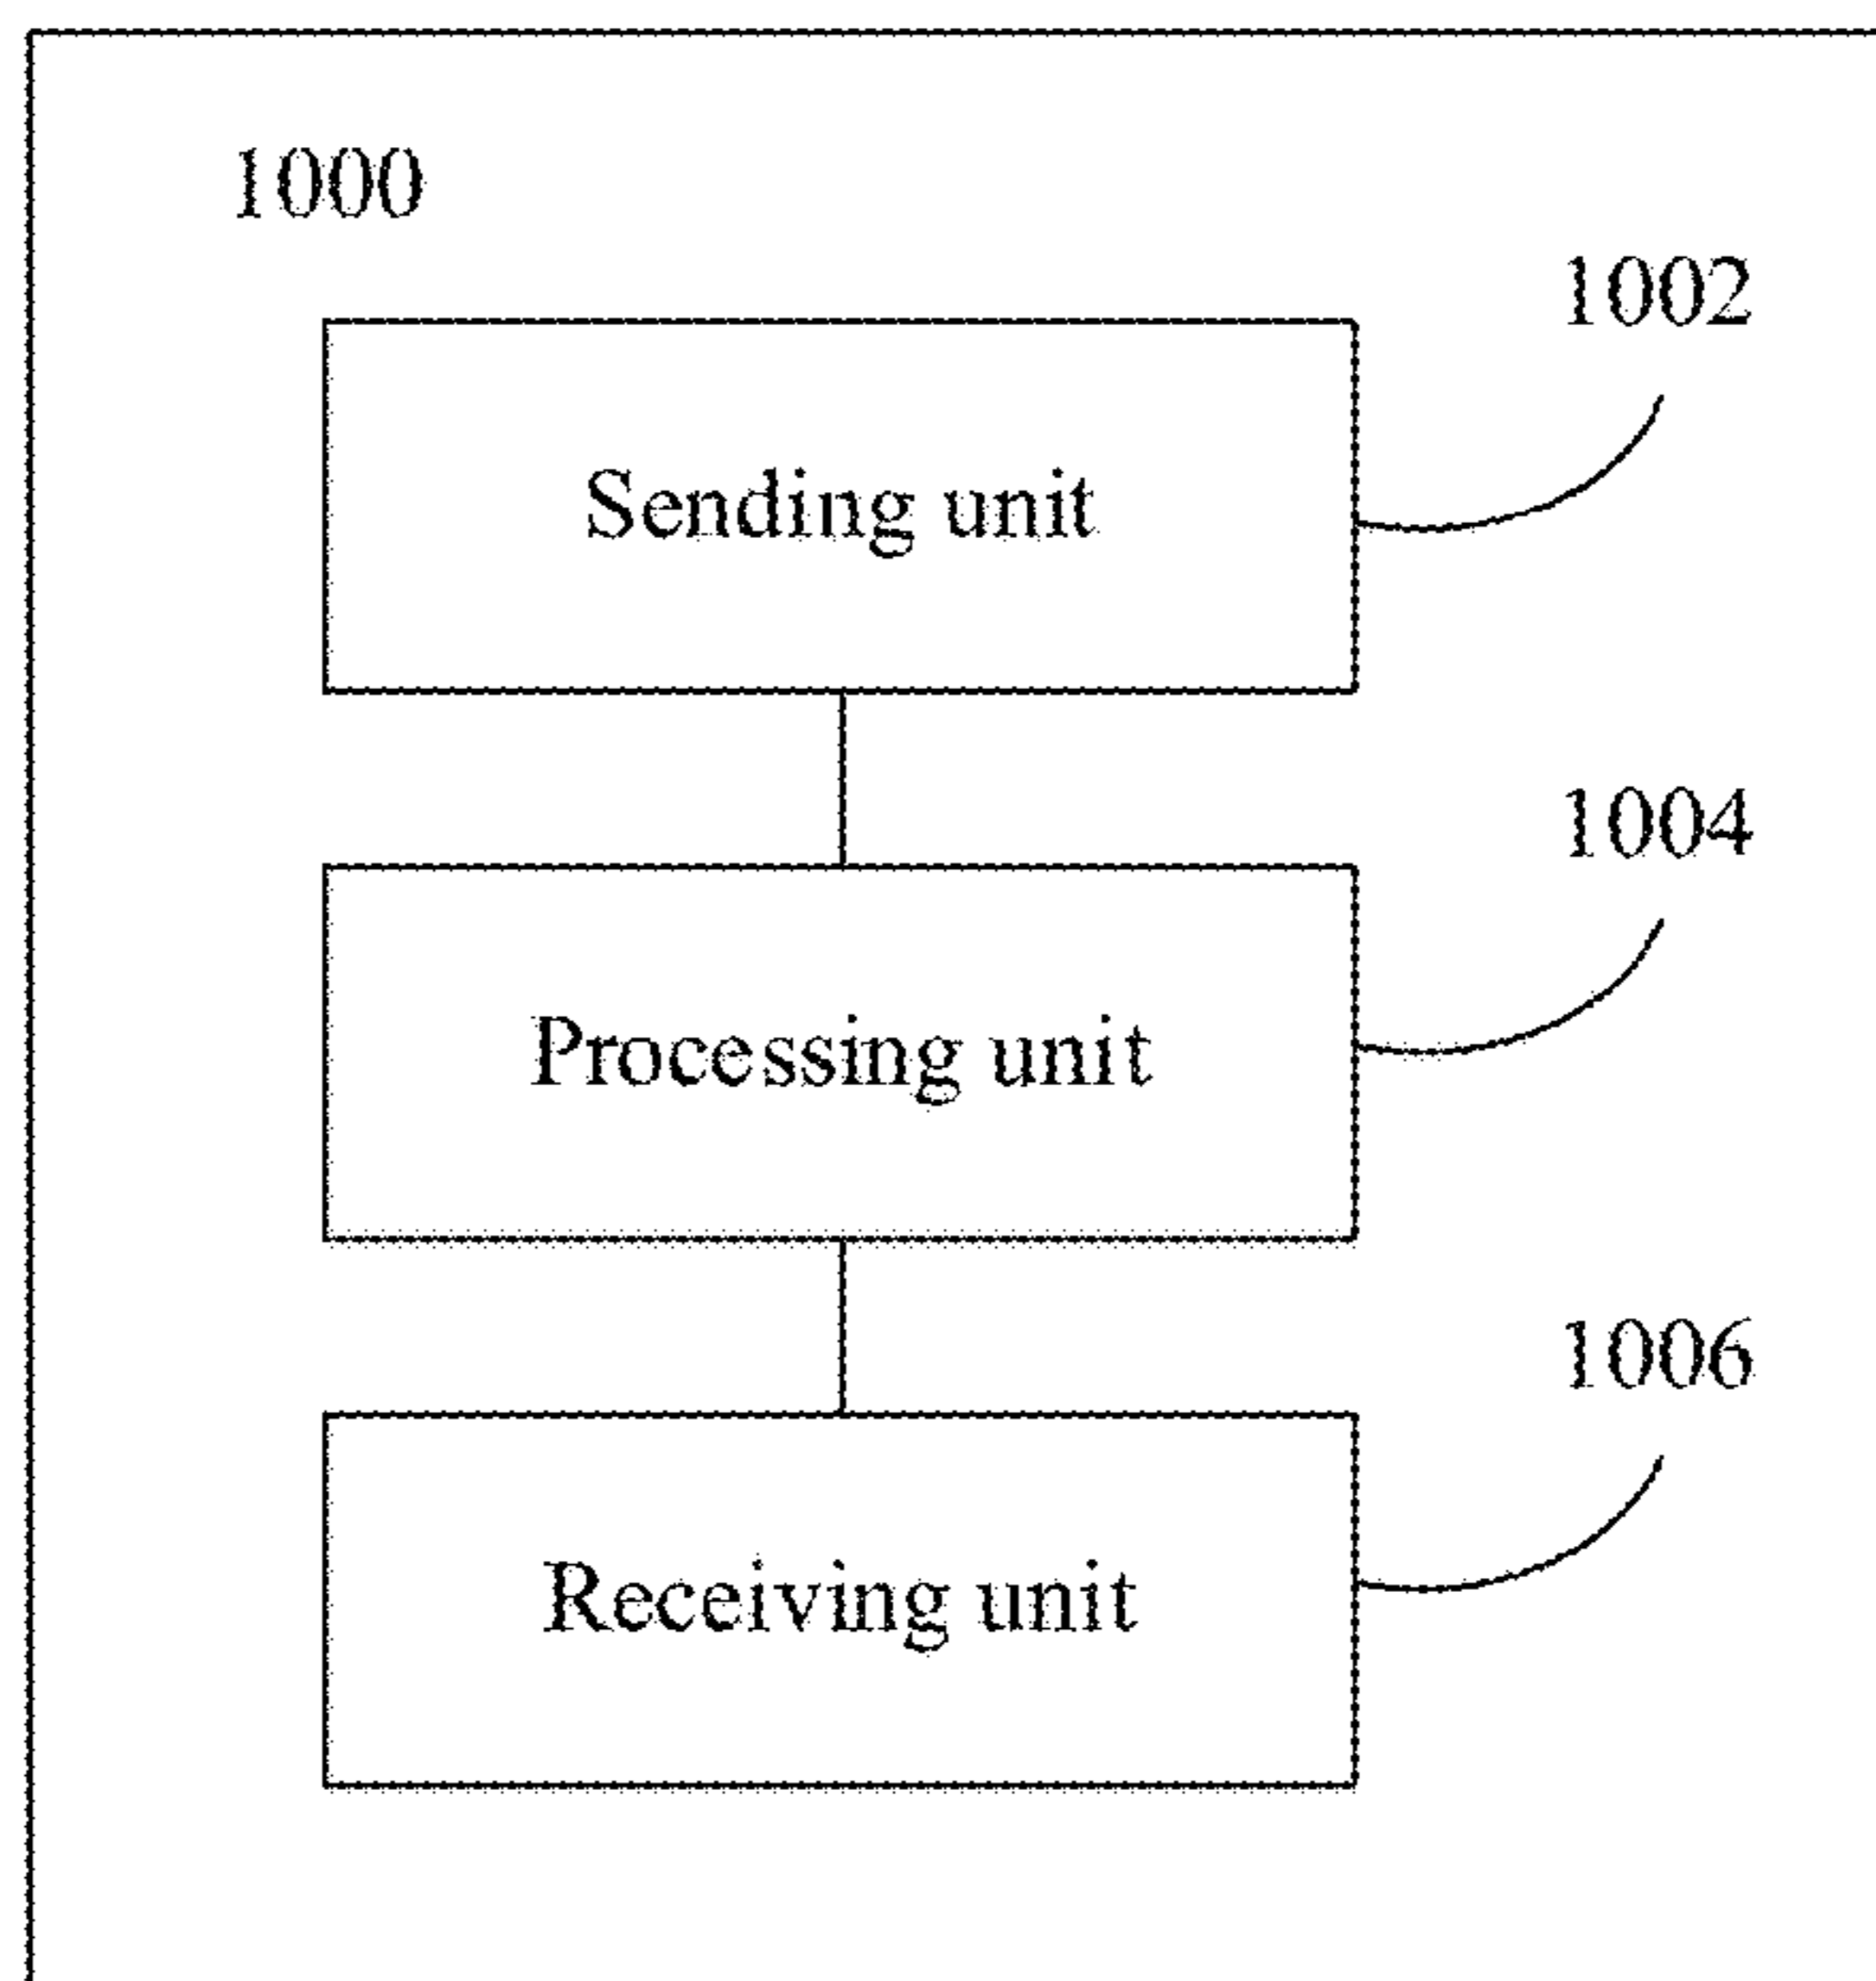 1000
1002
Sending unit
1004
Processing unit
1006
Receiving unit